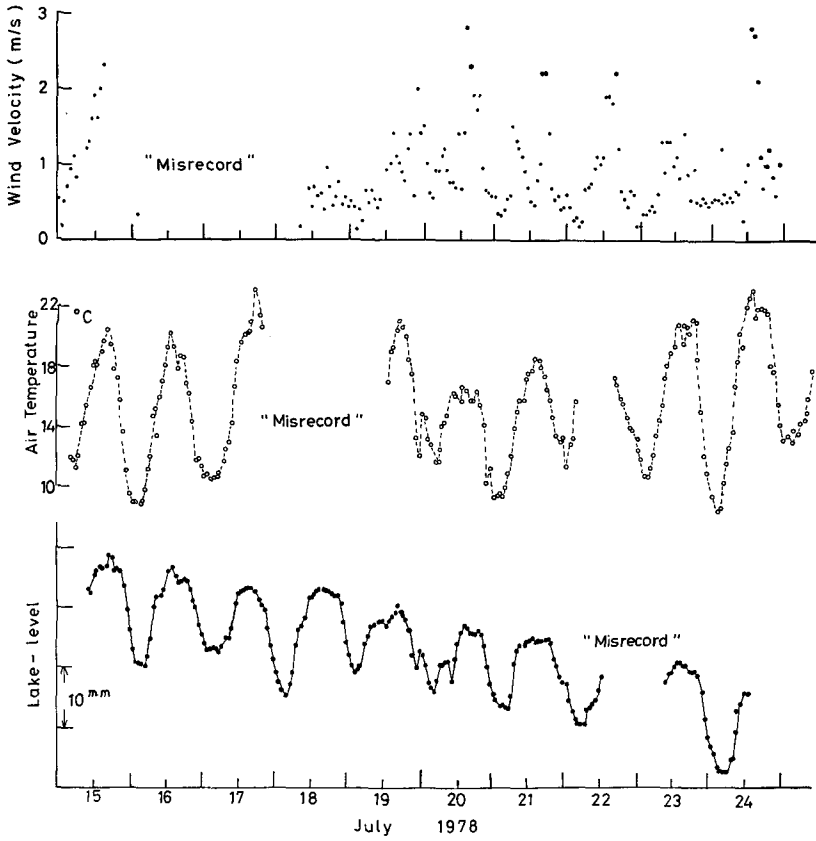 Wind Velocity (m/s)
3
2
1
0
"Misrecord"
Air Temperature
22
18
14
10
°C
"Misrecord"
Lake-level
10 mm
"Misrecord"
15 16 17 18 19 20 21 22 23 24
July 1978